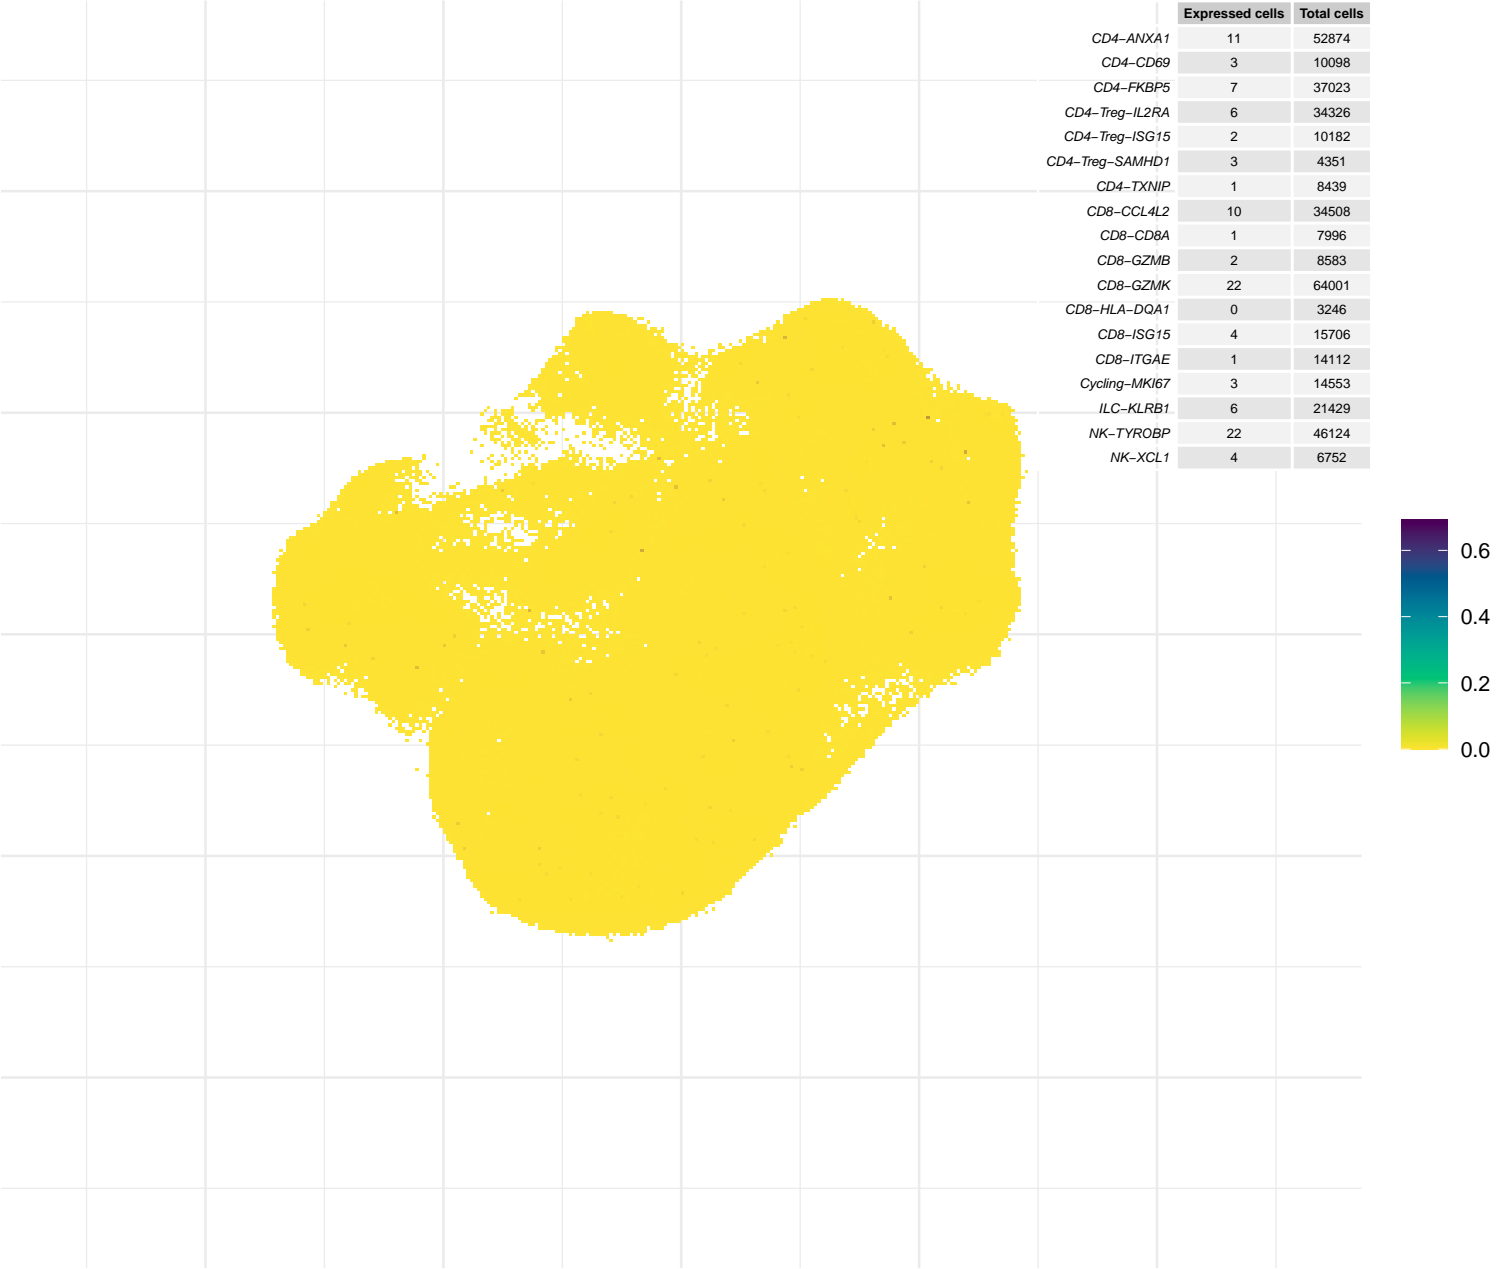 Expressed cells Total cells
CD4−ANXA1 11 52874
CD4−CD69 3 10098
CD4−FKBP5 7 37023
CD4−Treg−IL2RA 6 34326
CD4−Treg−ISG15 2 10182
CD4−Treg−SAMHD1 3 4351
CD4−TXNIP 1 8439
CD8−CCL4L2 10 34508
CD8−CD8A 1 7996
CD8−GZMB 2 8583
CD8−GZMK 22 64001
CD8−HLA−DQA1 0 3246
CD8−ISG15 4 15706
CD8−ITGAE 1 14112
Cycling−MKI67 3 14553
ILC−KLRB1 6 21429
NK−TYROBP 22 46124
NK−XCL1 4 6752
0.6
0.4
0.2
0.0